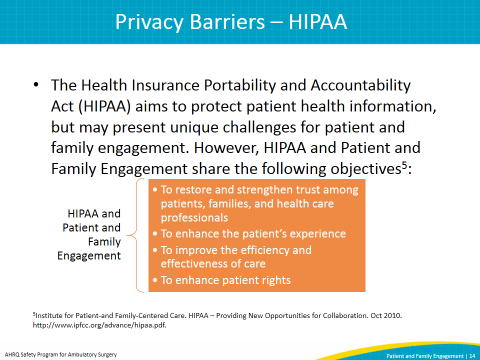 Privacy Barriers – HIPAA
• The Health Insurance Portability and Accountability
Act (HIPAA) aims to protect patient health information,
but may present unique challenges for patient and
family engagement. However, HIPAA and Patient and
Family Engagement share the following objectives⁵:
HIPAA and
Patient and
Family
Engagement
• To restore and strengthen trust among
patients, families, and health care
professionals
• To enhance the patient’s experience
• To improve the efficiency and
effectiveness of care
• To enhance patient rights
⁵Institute for Patient-and Family-Centered Care. HIPAA – Providing New Opportunities for Collaboration. Oct 2010.
http://www.ipfcc.org/advance/hipaa.pdf.
AHRQ Safety Program for Ambulatory Surgery
Patient and Family Engagement | 14